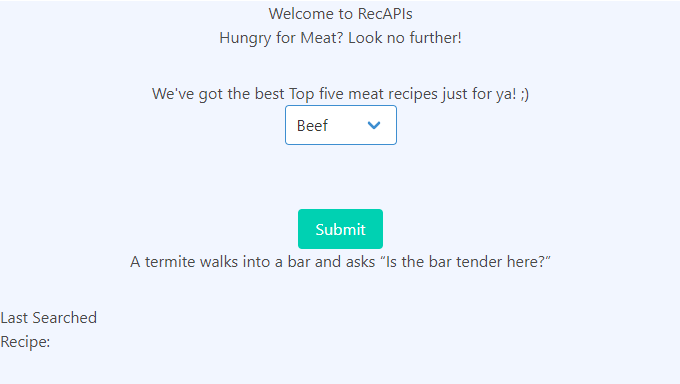 Welcome to RecAPIs
Hungry for Meat? Look no further!
We've got the best Top five meat recipes just for ya! ;)
Beef
Submit
A termite walks into a bar and asks “Is the bar tender here?”
Last Searched
Recipe: